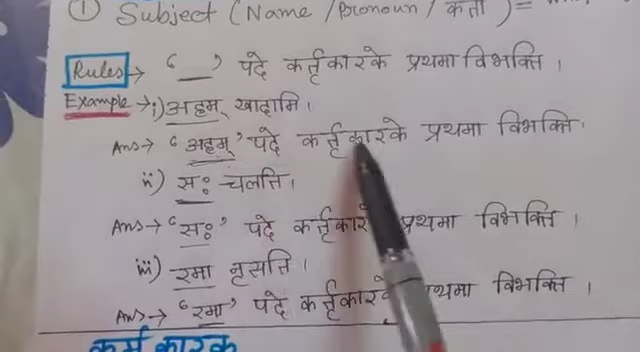 ① Subject (Name / Pronoun / कर्ता) =
Rules → ' __ ' पदे कर्तृकारके प्रथमा विभक्ति ।
Example → i) अहम् खादामि ।
Ans → ' अहम् ' पदे कर्तृकारके प्रथमा विभक्ति ।
ii) सः चलति ।
Ans → ' सः ' पदे कर्तृकार प्रथमा विभक्ति ।
iii) रमा नृत्यति ।
Ans → ' रमा ' पदे कर्तृकारके प्रथमा विभक्ति ।
कर्म कारक